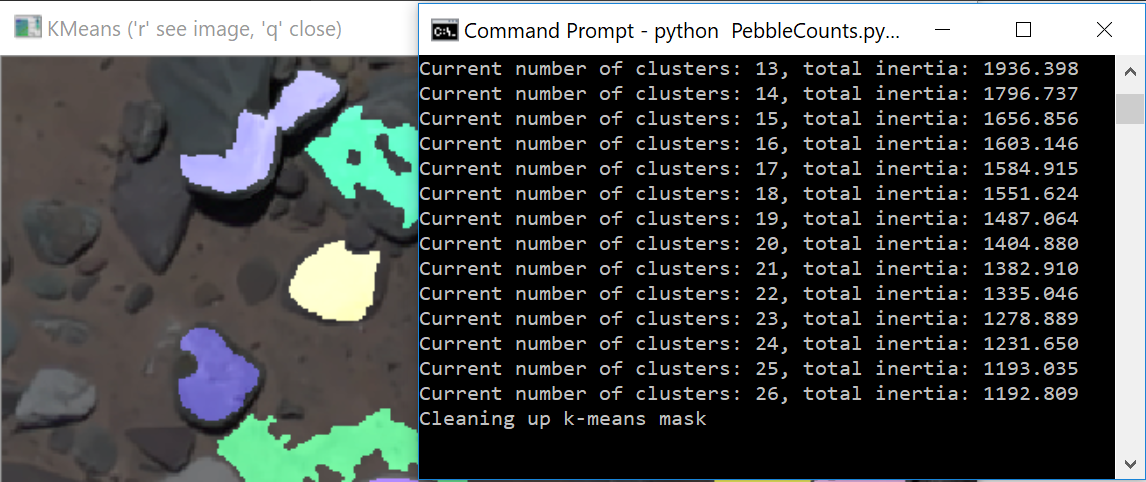 KMeans ('r' see image, 'q' close)
Command Prompt - python  PebbleCounts.py...
Current number of clusters: 13, total inertia: 1936.398
Current number of clusters: 14, total inertia: 1796.737
Current number of clusters: 15, total inertia: 1656.856
Current number of clusters: 16, total inertia: 1603.146
Current number of clusters: 17, total inertia: 1584.915
Current number of clusters: 18, total inertia: 1551.624
Current number of clusters: 19, total inertia: 1487.064
Current number of clusters: 20, total inertia: 1404.880
Current number of clusters: 21, total inertia: 1382.910
Current number of clusters: 22, total inertia: 1335.046
Current number of clusters: 23, total inertia: 1278.889
Current number of clusters: 24, total inertia: 1231.650
Current number of clusters: 25, total inertia: 1193.035
Current number of clusters: 26, total inertia: 1192.809
Cleaning up k-means mask